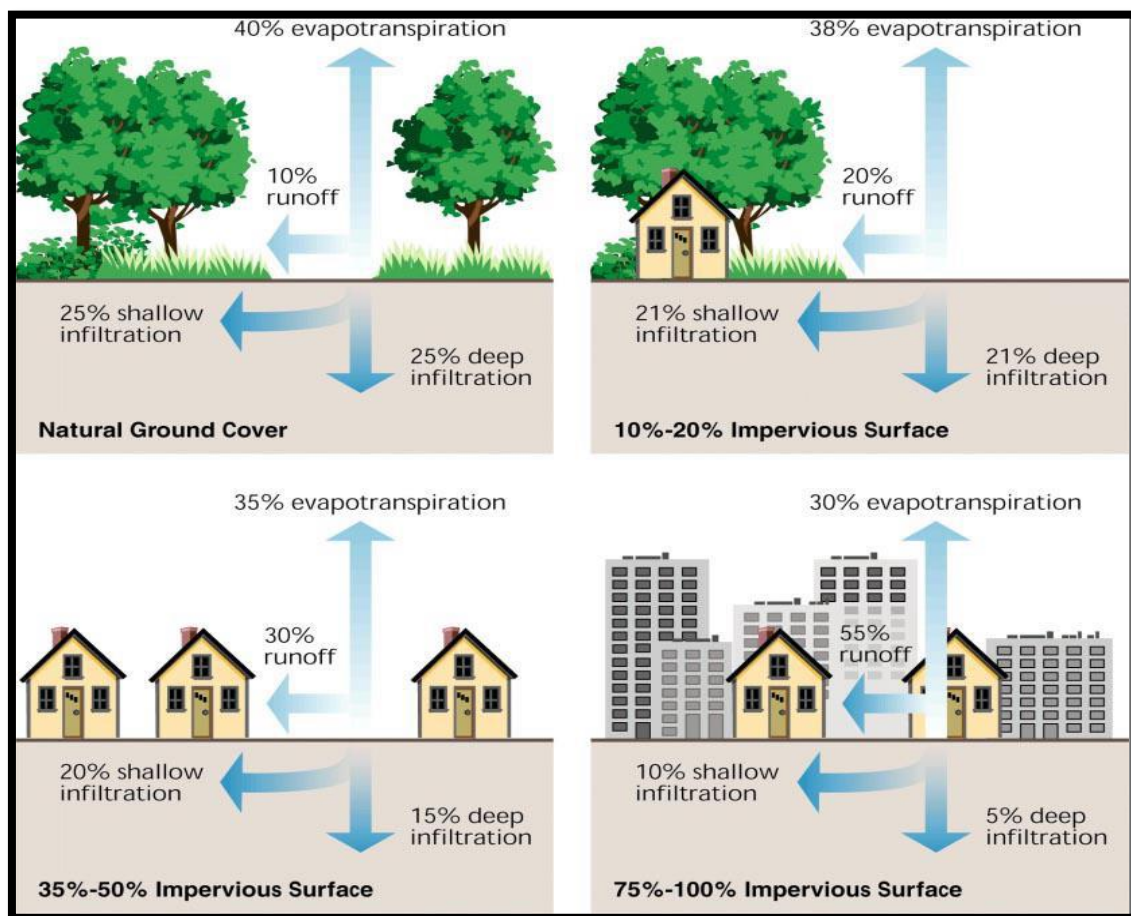 40% evapotranspiration
10%
runoff
25% shallow
infiltration
25% deep
infiltration
Natural Ground Cover
38% evapotranspiration
20%
runoff
21% shallow
infiltration
21% deep
infiltration
10%-20% Impervious Surface
35% evapotranspiration
30%
runoff
20% shallow
infiltration
15% deep
infiltration
35%-50% Impervious Surface
30% evapotranspiration
55%
runoff
10% shallow
infiltration
5% deep
infiltration
75%-100% Impervious Surface